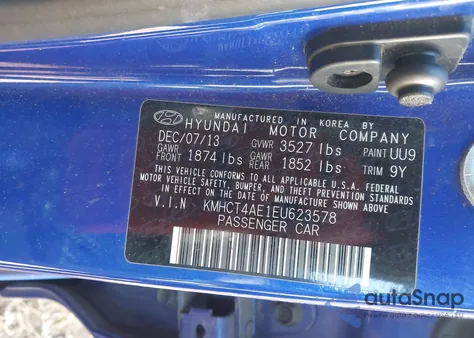 MANUFACTURED IN KOREA BY
HYUNDAI MOTOR COMPANY
DEC/07/13 GVWR 3527 lbs PAINT UU9
GAWR FRONT 1874 lbs GAWR REAR 1852 lbs TRIM 9Y
THIS VEHICLE CONFORMS TO ALL APPLICABLE U.S.A. FEDERAL
MOTOR VEHICLE SAFETY, BUMPER, AND THEFT PREVENTION STANDARDS
IN EFFECT ON THE DATE OF MANUFACTURE SHOWN ABOVE.
V.I.N KMHCT4AE1EU623578
PASSENGER CAR
autoSnap